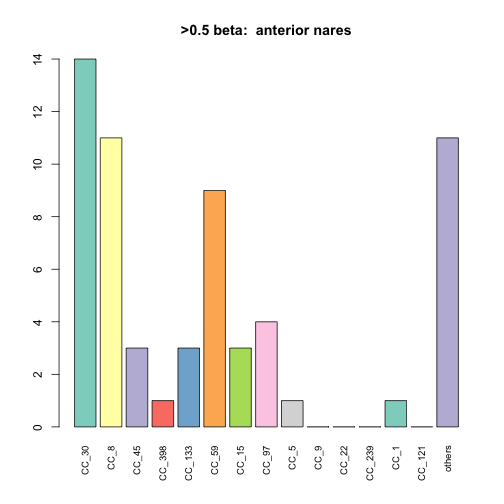 >0.5 beta:  anterior nares
14
12
10
8
6
4
2
0
CC_30
CC_8
CC_45
CC_398
CC_133
CC_59
CC_15
CC_97
CC_5
CC_9
CC_22
CC_239
CC_1
CC_121
others